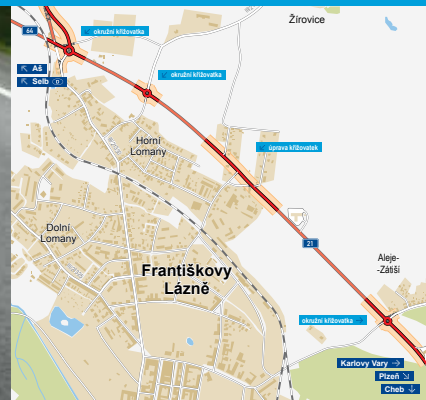 Žírovice
64
okružní křižovatka
Aš
Selb D
okružní křižovatka
Horní
Lomany
úprava křižovatek
Dolní
Lomany
21
Aleje-
-Zátiší
Františkovy
Lázně
okružní křižovatka
Karlovy Vary
Plzeň
Cheb